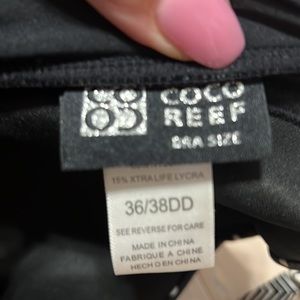 COCO
REEF
BRA SIZE
15% XTRA LIFE LYCRA
36/38DD
SEE REVERSE FOR CARE
MADE IN CHINA
FABRIQUE A CHINE
HECHO EN CHINA